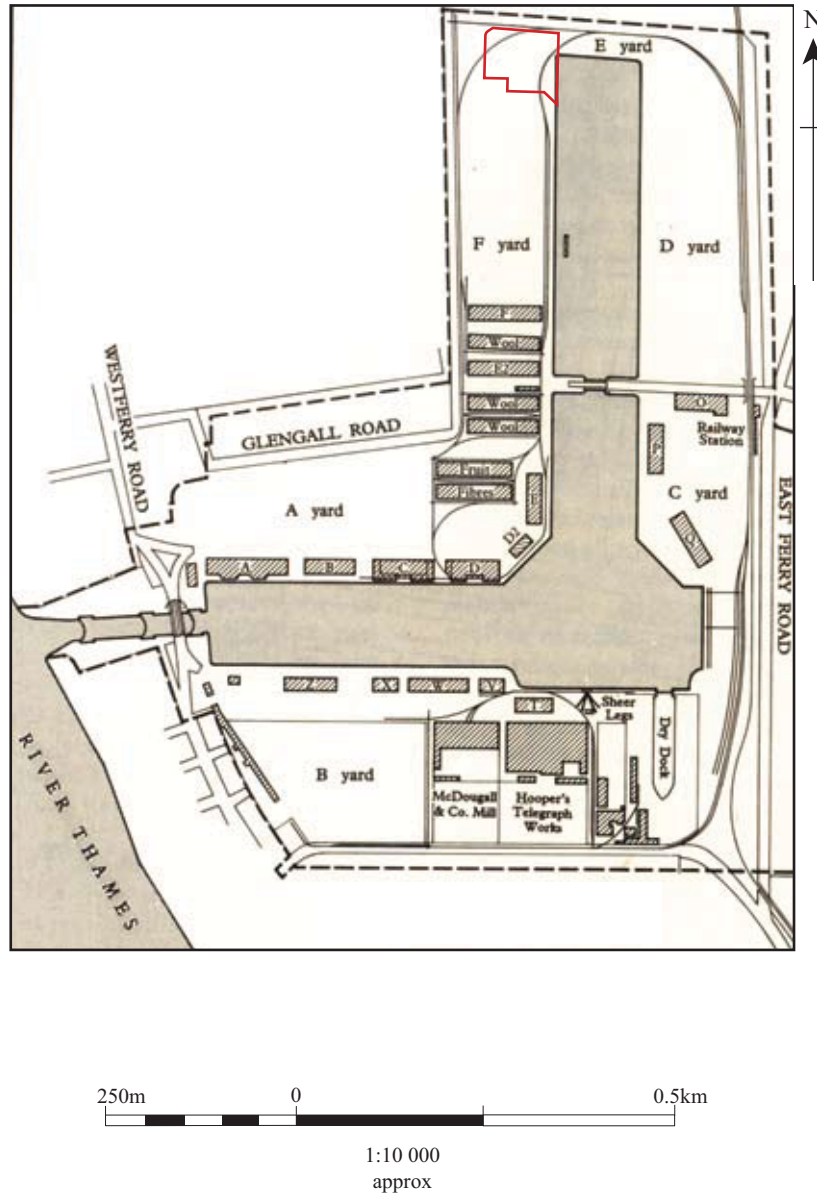 N
E yard
F yard
D yard
F
Wool
E2
Wool
Wool
O
Railway
Station
WESTFERRY ROAD
GLENGALL ROAD
P
Fruit
Fibres
E
C yard
A yard
D2
EAST FERRY ROAD
A
B
C
D
Z
X
W
V
T
Sheer
Legs
Dry Dock
RIVER THAMES
B yard
McDougall
& Co. Mill
Hooper's
Telegraph
Works
250m
0
0.5km
1:10 000
approx